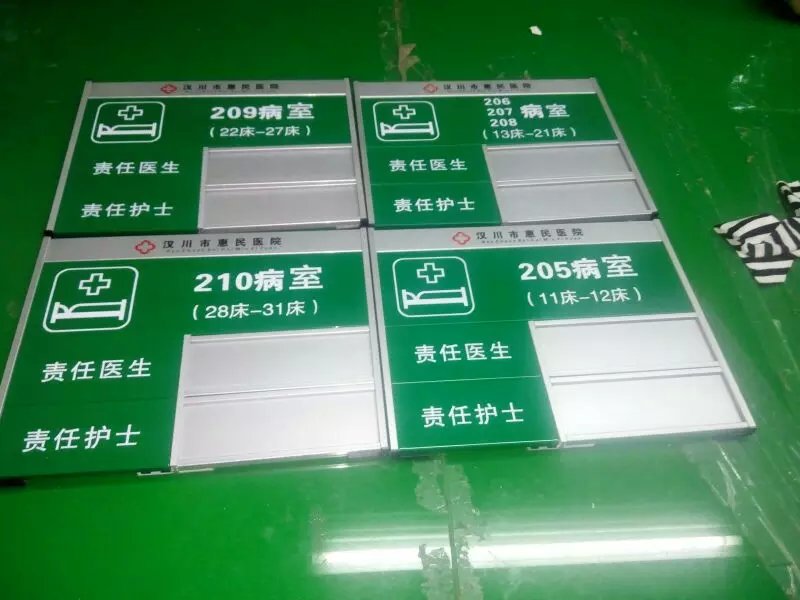 汉川市惠民医院
209病室
(22床-27床)
责任医生
责任护士
汉川市惠民医院
206
207
208
病室
(13床-21床)
责任医生
责任护士
汉川市惠民医院
210病室
(28床-31床)
责任医生
责任护士
汉川市惠民医院
205病室
(11床-12床)
责任医生
责任护士